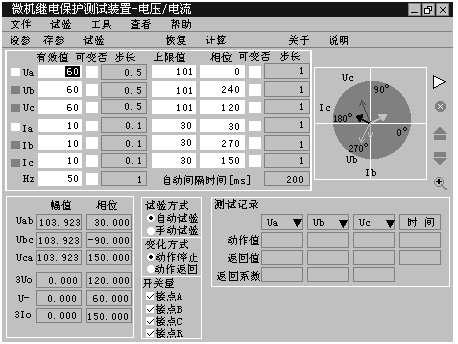 微机继电保护测试装置-电压/电流
文件 试验 工具 查看 帮助
设参 存参 试验 恢复 计算 关于 说明
有效值 可变否 步长 上限值 相位 可变否 步长
Ua 60 0.5 101 0 1
Ub 60 0.5 101 240 1
Uc 60 0.5 101 120 1
Ia 10 0.1 30 30 1
Ib 10 0.1 30 270 1
Ic 10 0.1 30 150 1
Hz 50 1 自动间隔时间[ms] 200
Uc
90°
Ic
180°
0°
270°
Ub
Ib
幅值 相位
Uab 103.923 30.000
Ubc 103.923 -90.000
Uca 103.923 150.000
3Uo 0.000 120.000
U- 0.000 60.000
3Io 0.000 150.000
试验方式
自动试验
手动试验
变化方式
动作停止
动作返回
开关量
接点A
接点B
接点C
接点R
测试记录
Ua Ub Uc 时间
动作值
返回值
返回系数